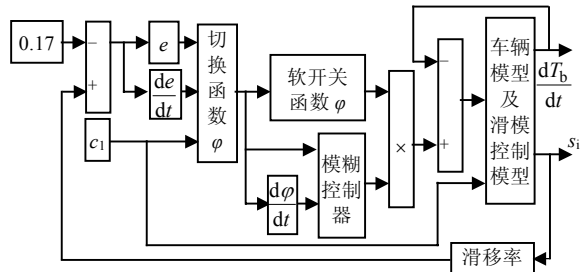 0.17
−
+
e
de
dt
c₁
切
换
函
数
φ
软开关
函数 φ
dφ
dt
模糊
控制
器
×
−
+
车辆
模型
及
滑模
控制
模型
dT_b
dt
s_i
滑移率